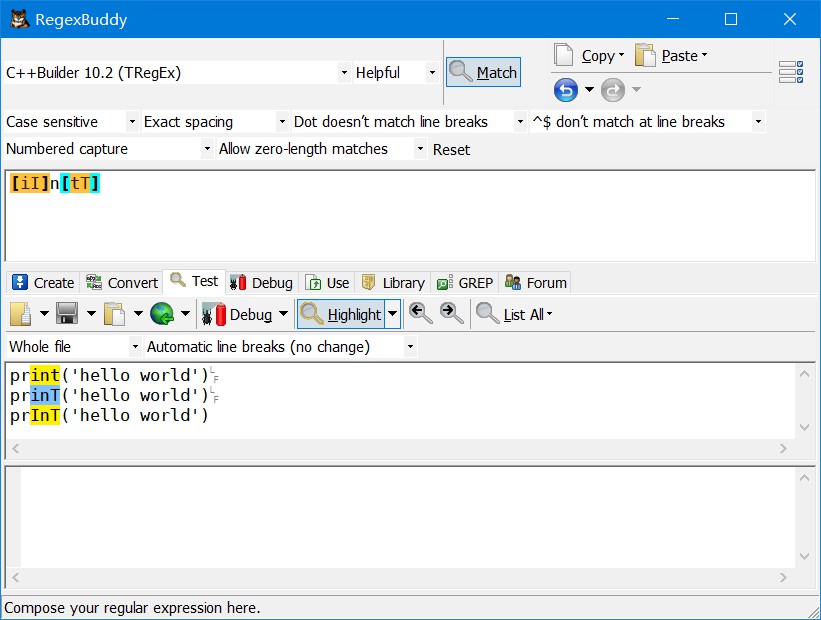 RegexBuddy
C++Builder 10.2 (TRegEx) Helpful Match Copy Paste
Case sensitive Exact spacing Dot doesn't match line breaks ^$ don't match at line breaks
Numbered capture Allow zero-length matches Reset
[iI]n[tT]
Create Convert Test Debug Use Library GREP Forum
Debug Highlight List All
Whole file Automatic line breaks (no change)
print('hello world')LF
prinT('hello world')LF
prInT('hello world')
Compose your regular expression here.